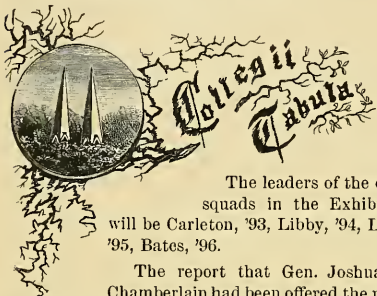 Collegii
Tabula
The leaders of the
squads in the Exhib
will be Carleton, '93, Libby, '94, L
'95, Bates, '96.
The report that Gen. Joshua
Chamberlain had been offered the